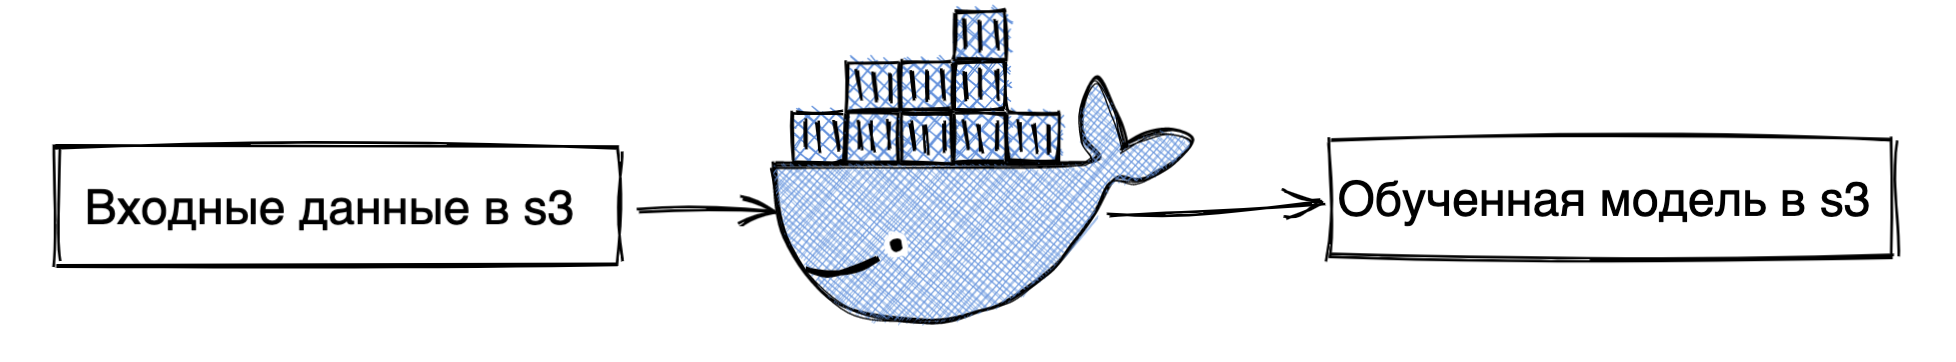 Входные данные в s3
Обученная модель в s3